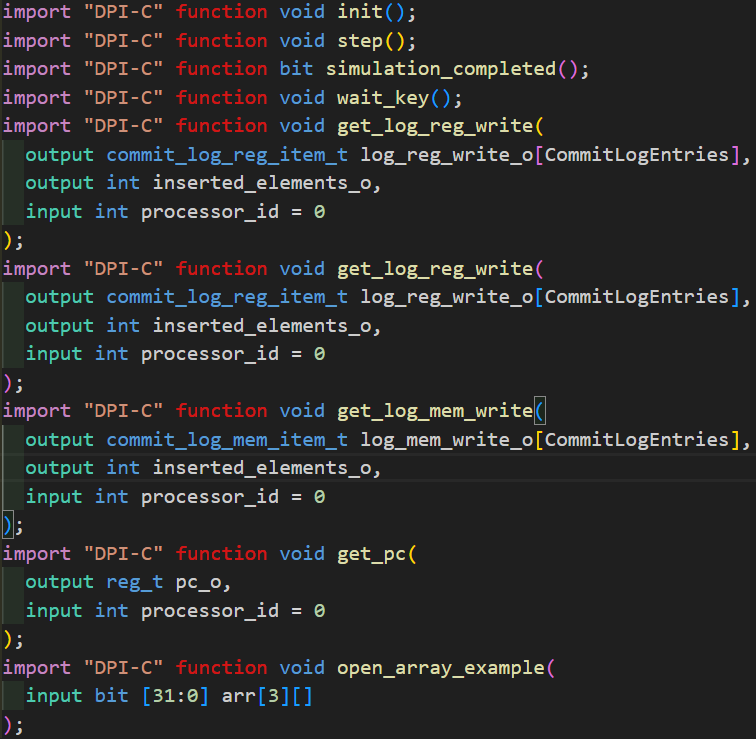 import "DPI-C" function void init();
import "DPI-C" function void step();
import "DPI-C" function bit simulation_completed();
import "DPI-C" function void wait_key();
import "DPI-C" function void get_log_reg_write(
  output commit_log_reg_item_t log_reg_write_o[CommitLogEntries],
  output int inserted_elements_o,
  input int processor_id = 0
);
import "DPI-C" function void get_log_reg_write(
  output commit_log_reg_item_t log_reg_write_o[CommitLogEntries],
  output int inserted_elements_o,
  input int processor_id = 0
);
import "DPI-C" function void get_log_mem_write(
  output commit_log_mem_item_t log_mem_write_o[CommitLogEntries],
  output int inserted_elements_o,
  input int processor_id = 0
);
import "DPI-C" function void get_pc(
  output reg_t pc_o,
  input int processor_id = 0
);
import "DPI-C" function void open_array_example(
  input bit [31:0] arr[3][]
);